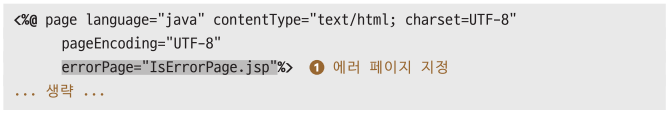 <%@ page language="java" contentType="text/html; charset=UTF-8"
pageEncoding="UTF-8"
errorPage="IsErrorPage.jsp"%> ❶ 에러 페이지 지정
... 생략 ...